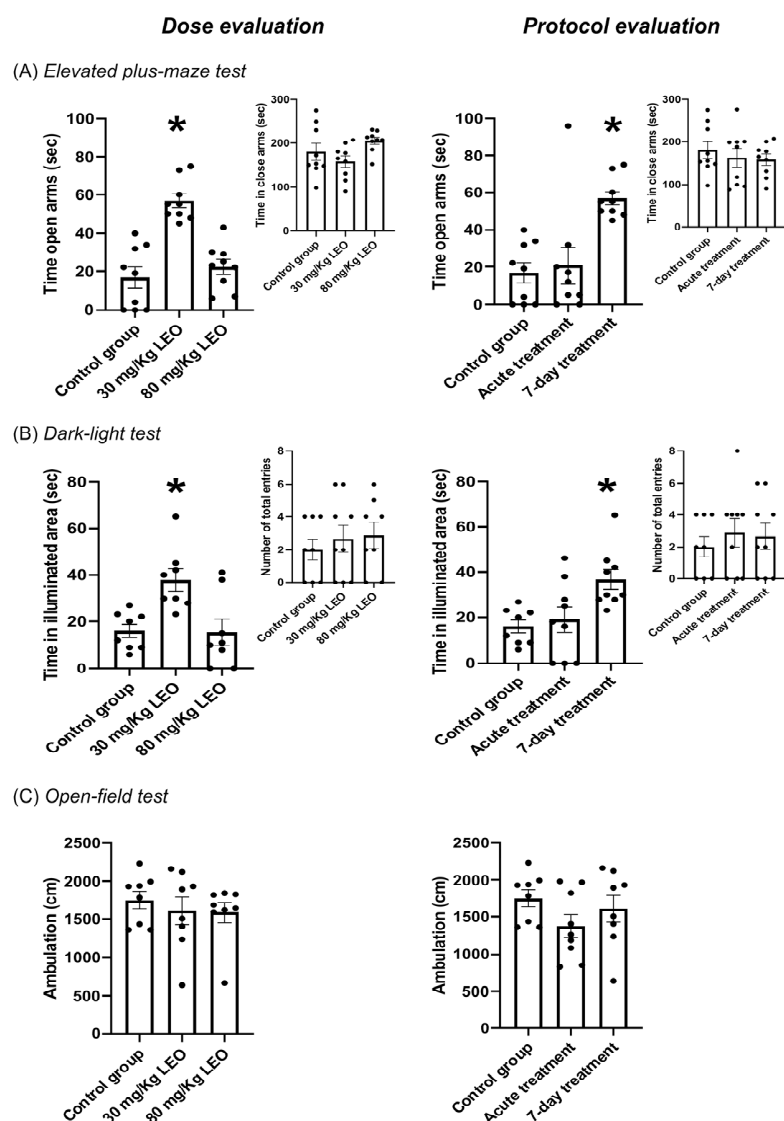 Dose evaluation
Protocol evaluation
(A) Elevated plus-maze test
Time open arms (sec)
100
80
60
40
20
0
*
Control group
30 mg/Kg LEO
80 mg/Kg LEO
Time in close arms (sec)
300
200
100
0
Control group
30 mg/Kg LEO
80 mg/Kg LEO
Time open arms (sec)
100
80
60
40
20
0
*
Control group
Acute treatment
7-day treatment
Time in close arms (sec)
300
200
100
0
Control group
Acute treatment
7-day treatment
(B) Dark-light test
Time in illuminated area (sec)
80
60
40
20
0
*
Control group
30 mg/Kg LEO
80 mg/Kg LEO
Number of total entries
8
6
4
2
0
Control group
30 mg/Kg LEO
80 mg/Kg LEO
Time in illuminated area (sec)
80
60
40
20
0
*
Control group
Acute treatment
7-day treatment
Number of total entries
8
6
4
2
0
Control group
Acute treatment
7-day treatment
(C) Open-field test
Ambulation (cm)
2500
2000
1500
1000
500
0
Control group
30 mg/Kg LEO
80 mg/Kg LEO
Ambulation (cm)
2500
2000
1500
1000
500
0
Control group
Acute treatment
7-day treatment